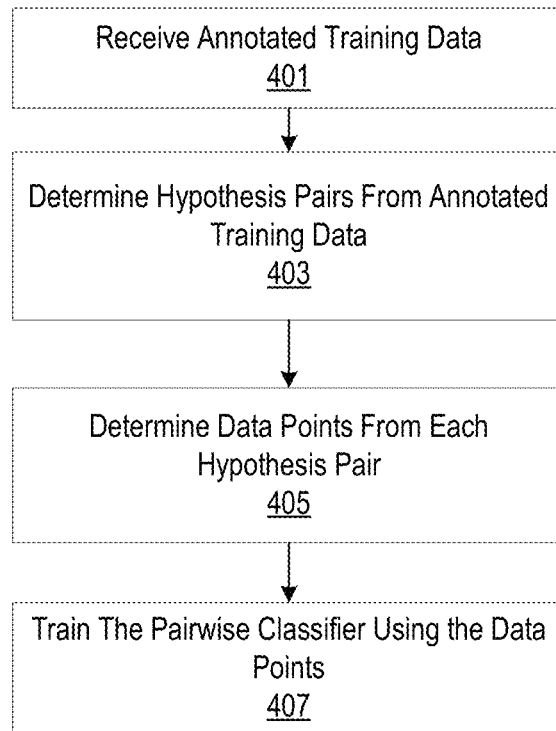 Receive Annotated Training Data
401
Determine Hypothesis Pairs From Annotated
Training Data
403
Determine Data Points From Each
Hypothesis Pair
405
Train The Pairwise Classifier Using the Data
Points
407